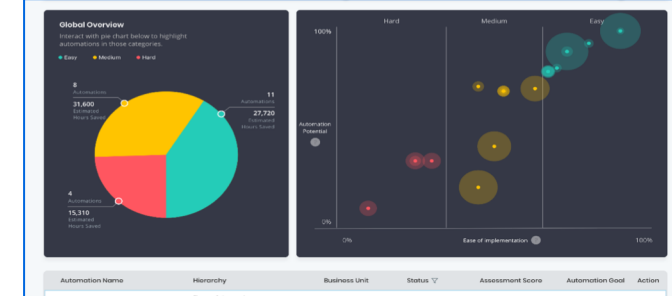 Global Overview
Interact with pie chart below to highlight
automations in those categories.
Easy Medium Hard
8
Automations
31,600
Estimated
Hours Saved
11
Automations
27,720
Estimated
Hours Saved
4
Automations
15,310
Estimated
Hours Saved
Hard Medium Easy
100%
Automation
Potential
0%
0% Ease of implementation 100%
Automation Name Hierarchy Business Unit Status Assessment Score Automation Goal Action